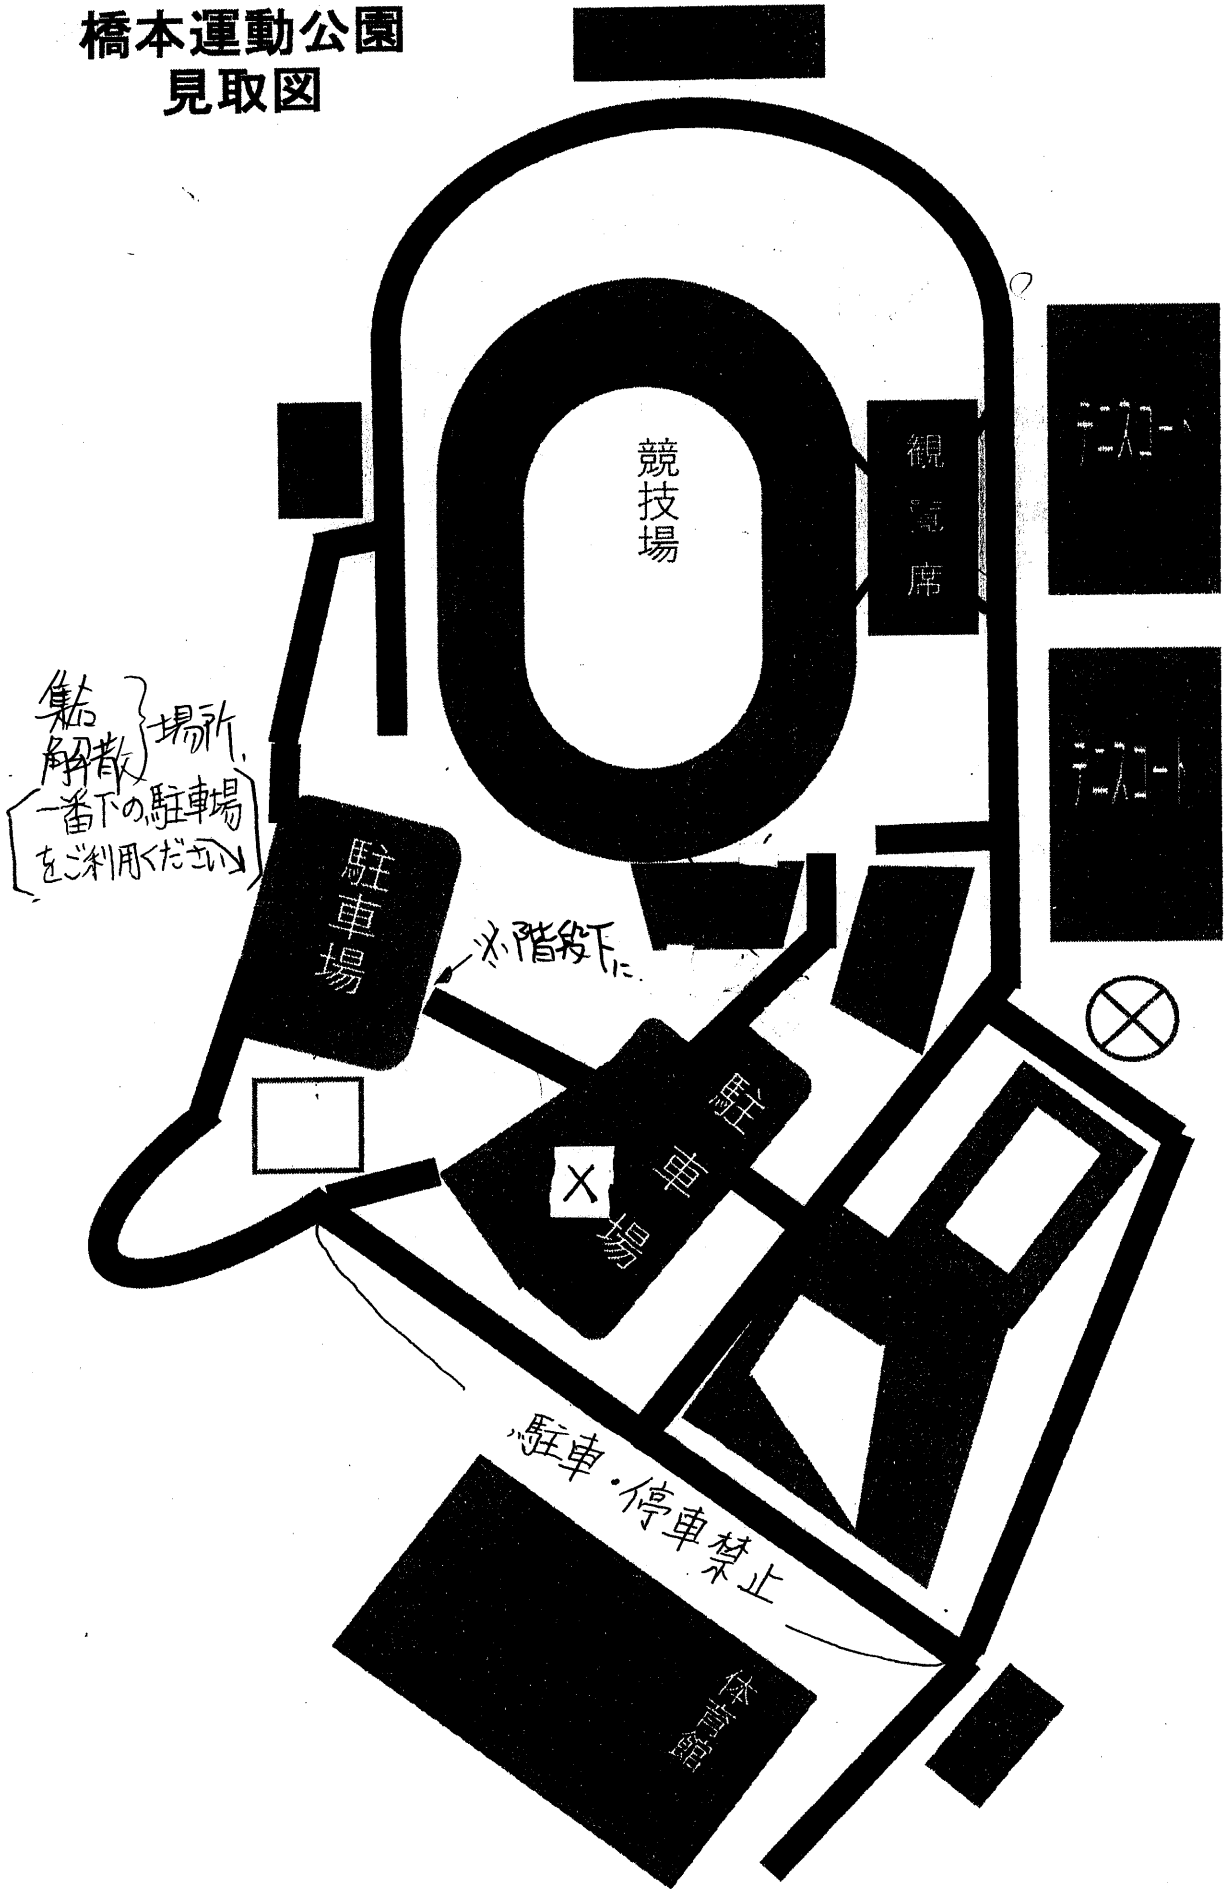 橋本運動公園
見取図
競技場
観覧席
テニスコート
テニスコート
集合
解散
場所
一番下の駐車場
をご利用ください
駐車場
※階段下に
駐車場
×
駐車・停車禁止
体育館